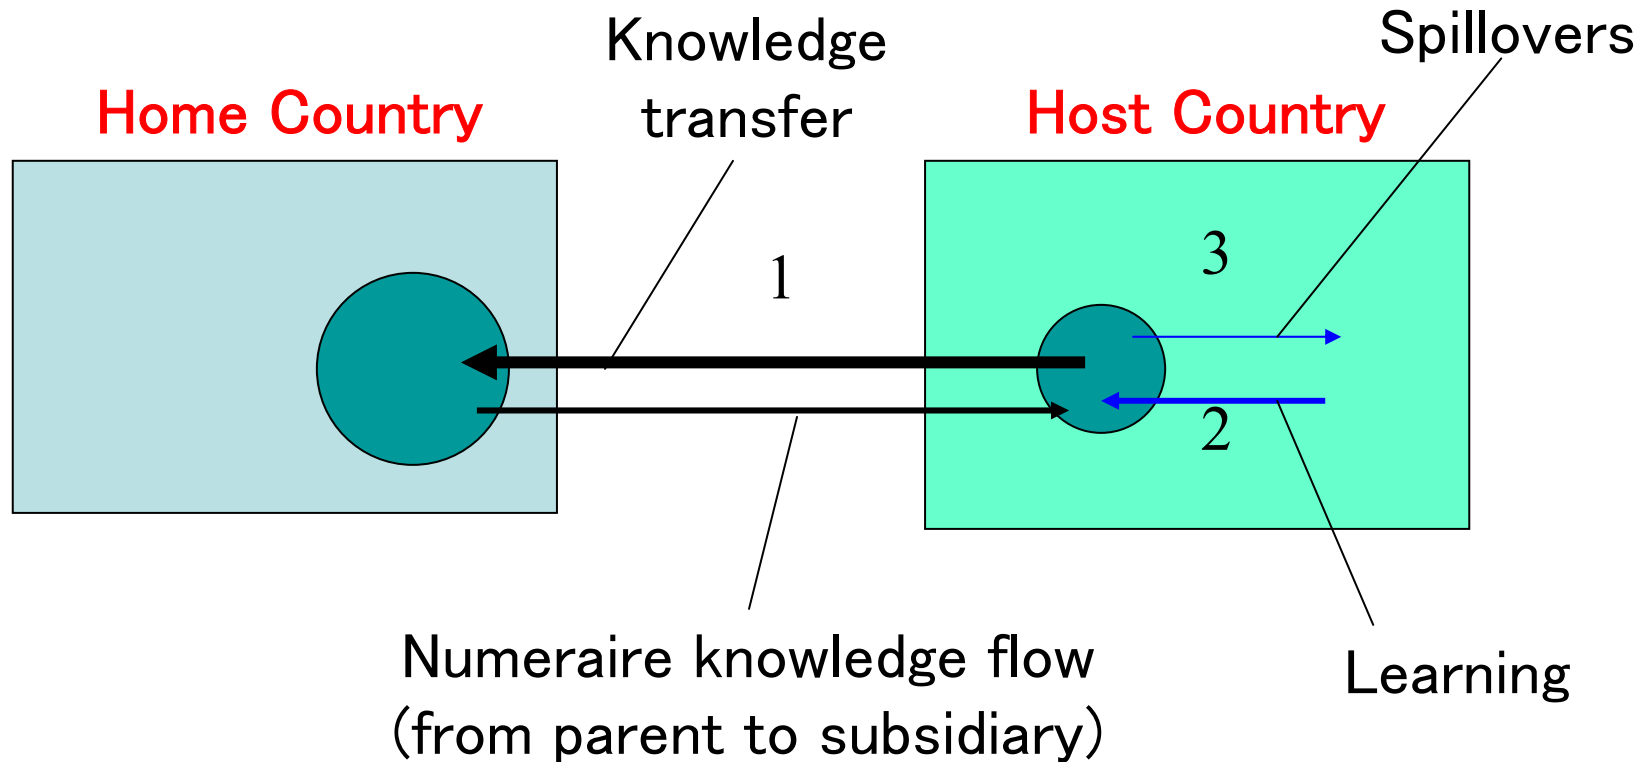 Knowledge
transfer
Spillovers
Home Country
Host Country
1
3
2
Numeraire knowledge flow
(from parent to subsidiary)
Learning